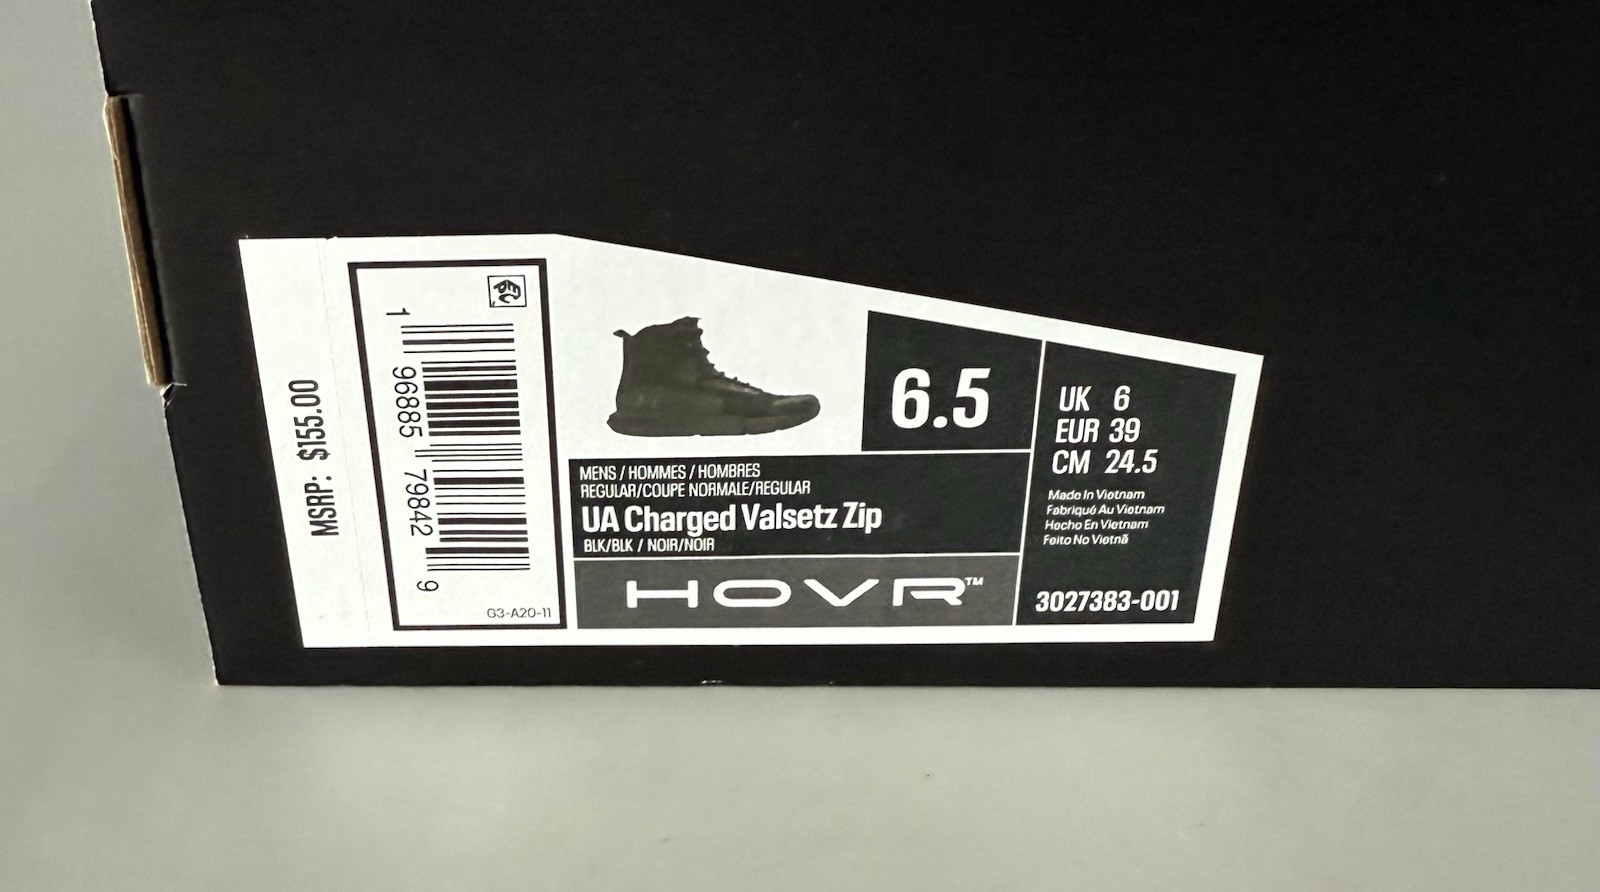 MSRP: $155.00
1 96885 79842 9
G3-A20-11
6.5
UK 6
EUR 39
CM 24.5
MENS / HOMMES / HOMBRES
REGULAR/COUPE NORMALE/REGULAR
UA Charged Valsetz Zip
BLK/BLK / NOIR/NOIR
HOVR™
Made In Vietnam
Fabriqué Au Vietnam
Hecho En Vietnam
Feito No Vietnã
3027383-001